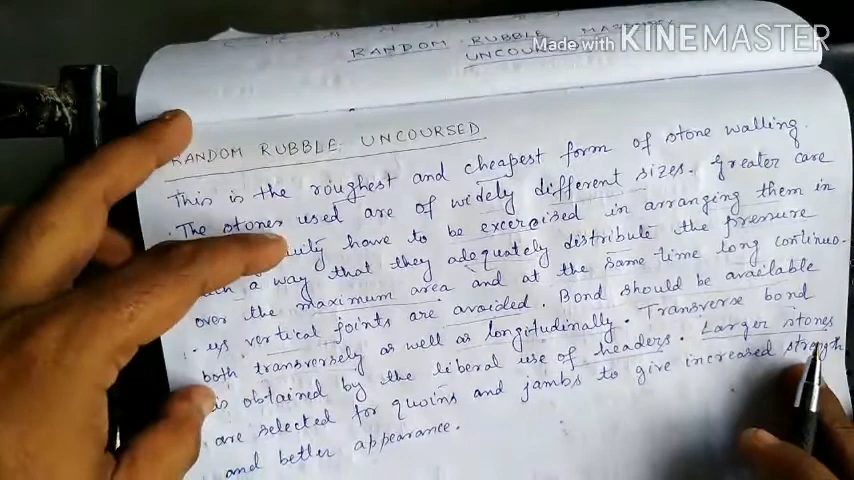 RANDOM RUBBLE MASONRY
UNCOURSED
Made with KINEMASTER
RANDOM RUBBLE UNCOURSED
This is the roughest and cheapest form of stone walling.
The stones used are of widely different sizes. Greater care
have to be excercised in arranging them in
a way that they adequately distribute the pressure
over the maximum area and at the same time long continuo-
us vertical joints are avoided. Bond should be available
both transversely as well as longitudinally. Transverse bond
is obtained by the liberal use of headers. Larger stones
are selected for quoins and jambs to give increased strength
and better appearance.